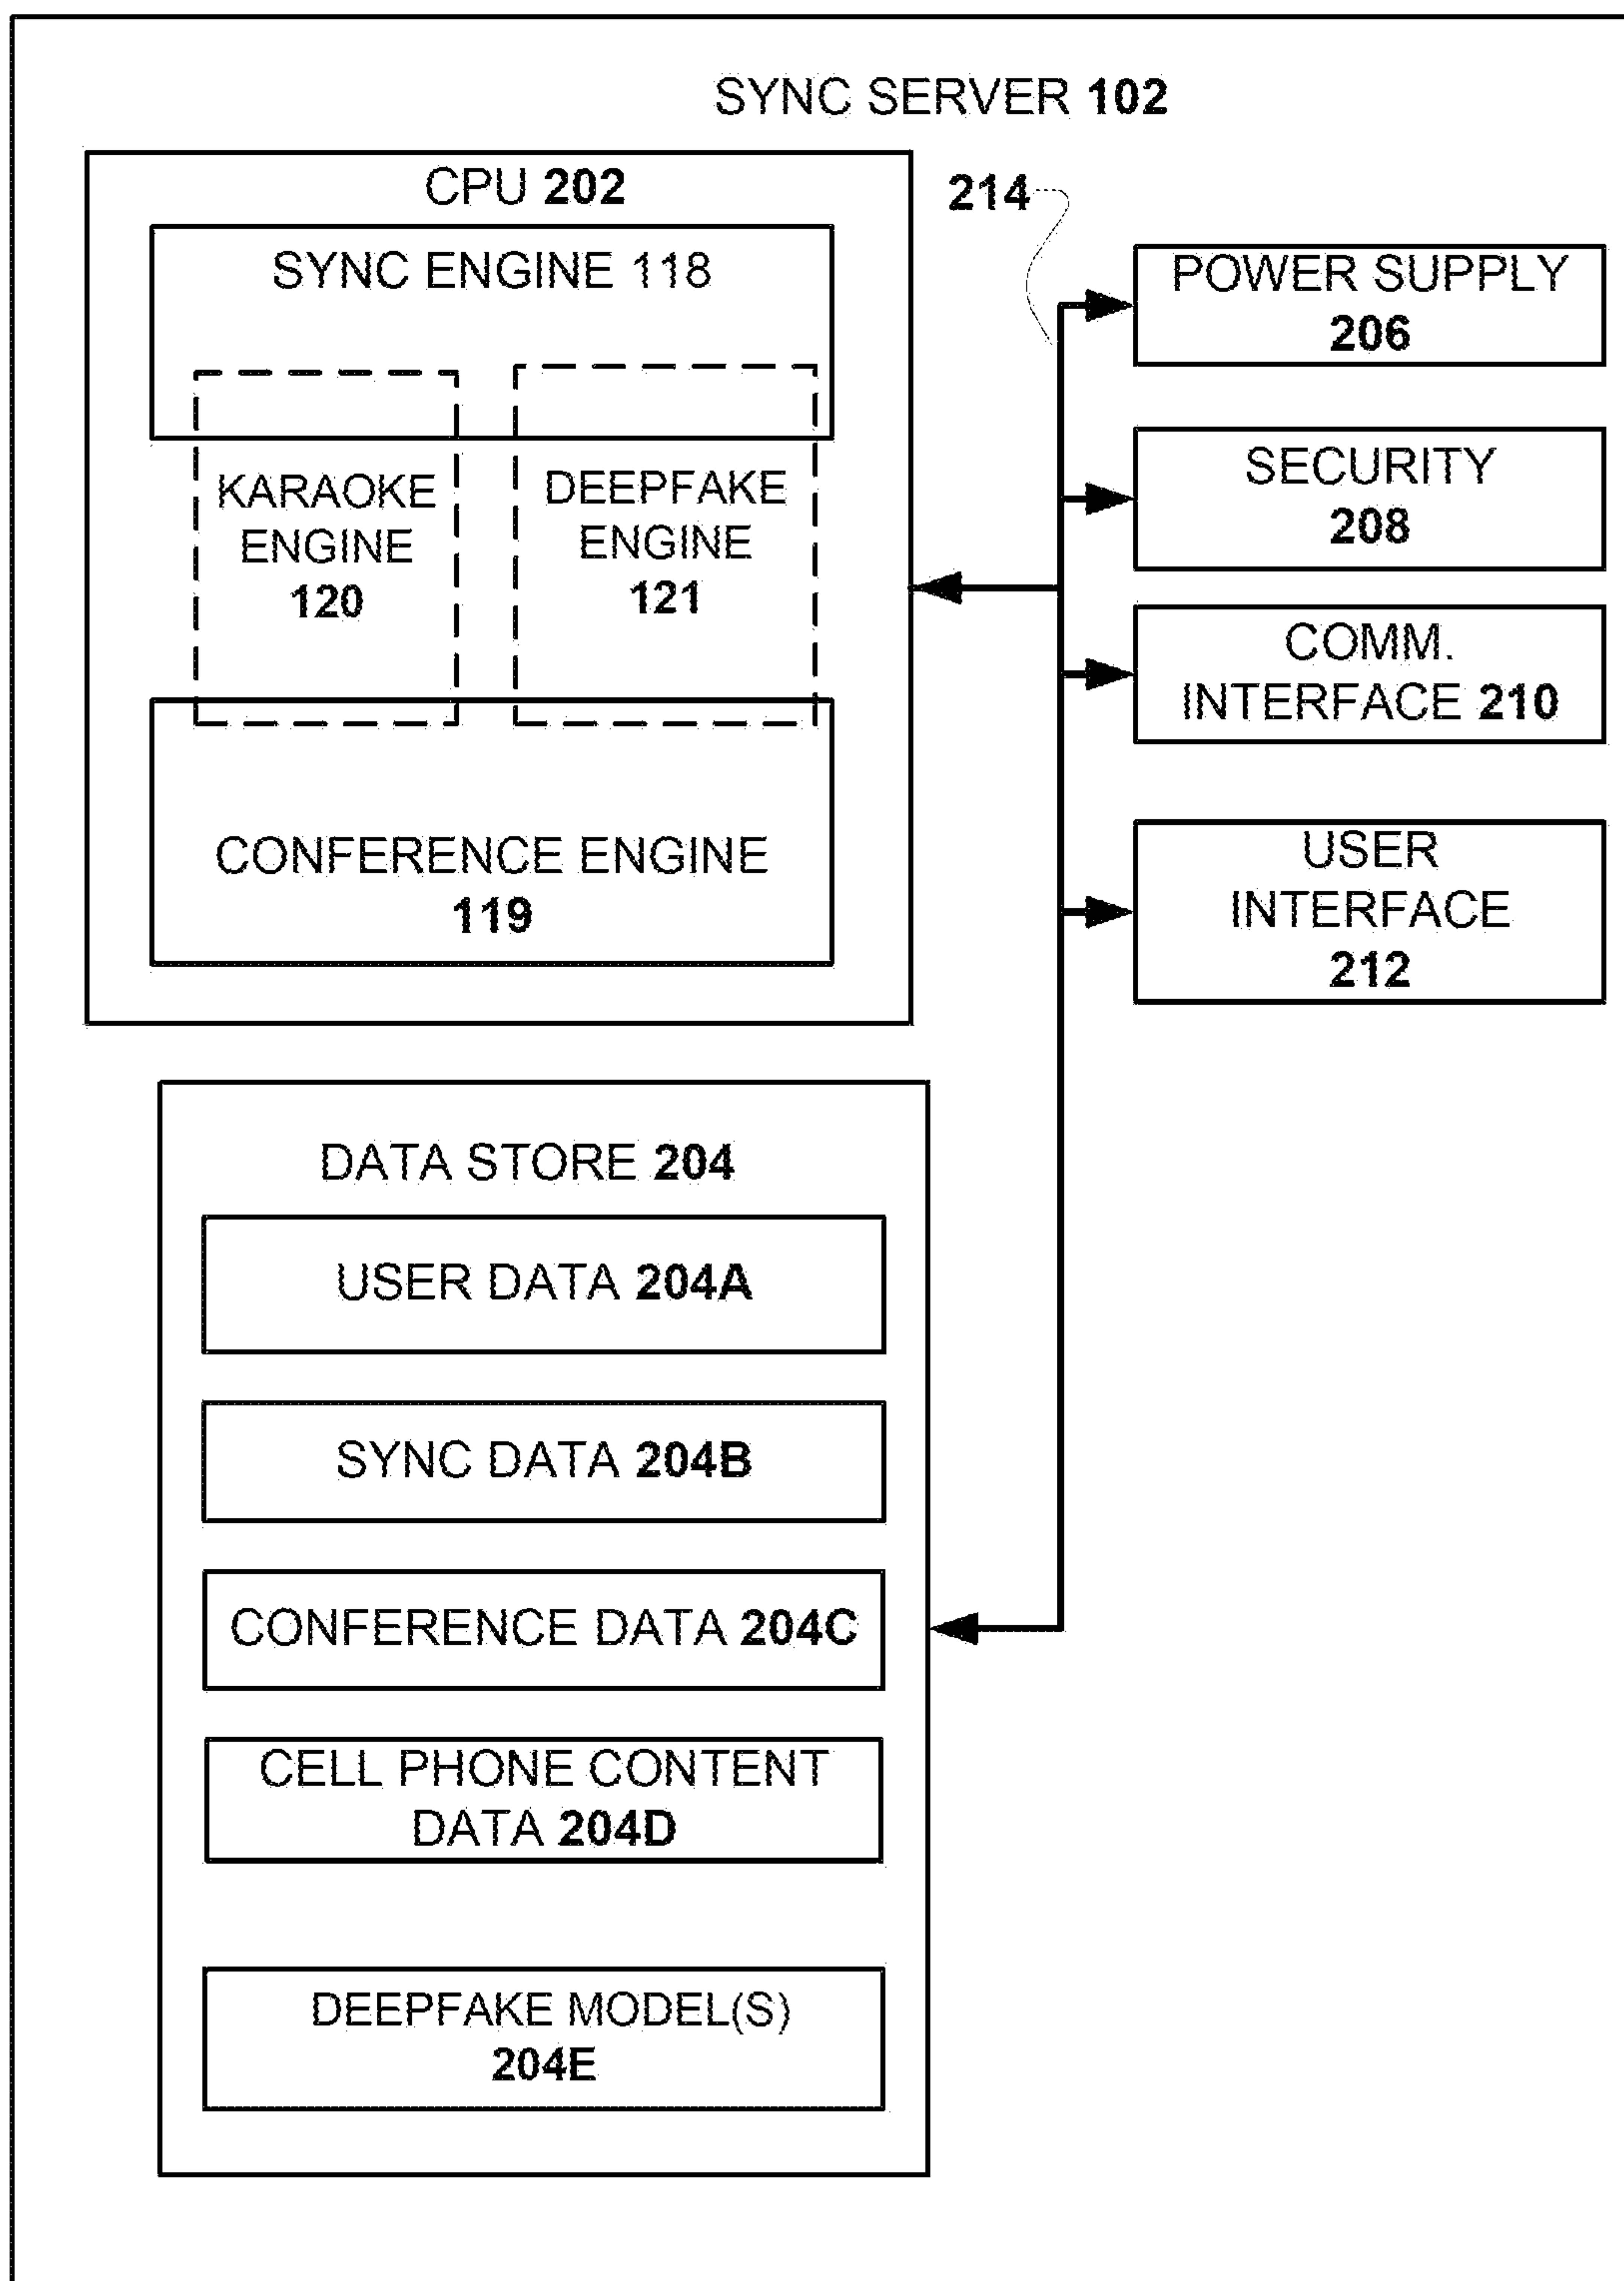 SYNC SERVER 102
CPU 202
SYNC ENGINE 118
KARAOKE
ENGINE
120
DEEPFAKE
ENGINE
121
CONFERENCE ENGINE
119
214
POWER SUPPLY
206
SECURITY
208
COMM.
INTERFACE 210
USER
INTERFACE
212
DATA STORE 204
USER DATA 204A
SYNC DATA 204B
CONFERENCE DATA 204C
CELL PHONE CONTENT
DATA 204D
DEEPFAKE MODEL(S)
204E